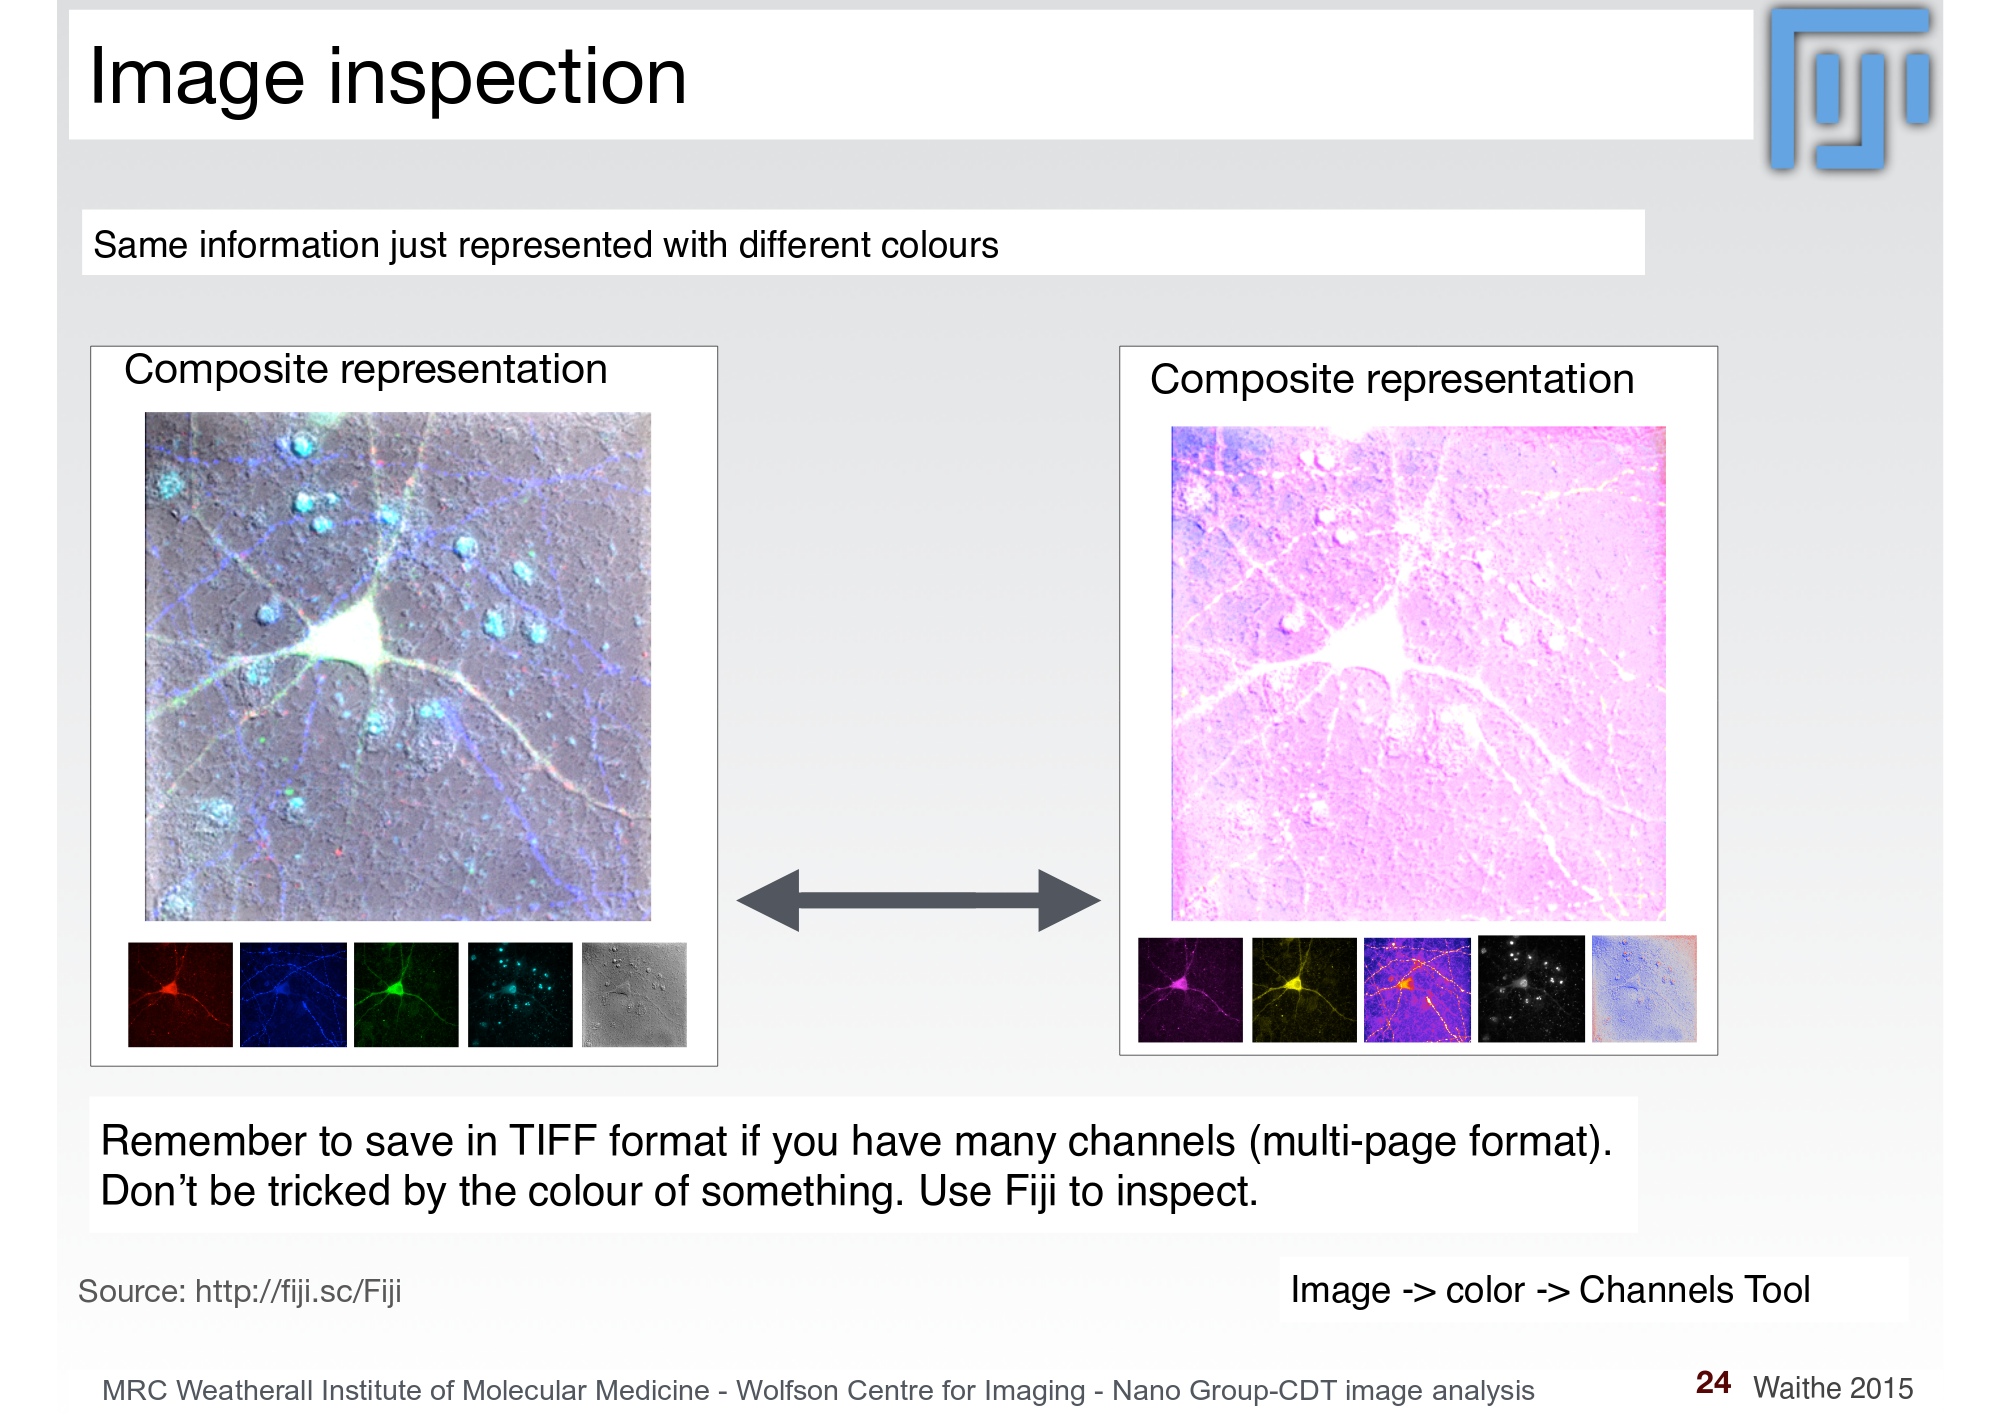 Image inspection
Same information just represented with different colours
Composite representation
Composite representation
Remember to save in TIFF format if you have many channels (multi-page format).
Don’t be tricked by the colour of something. Use Fiji to inspect.
Source: http://fiji.sc/Fiji
Image -> color -> Channels Tool
MRC Weatherall Institute of Molecular Medicine - Wolfson Centre for Imaging - Nano Group-CDT image analysis
24 Waithe 2015